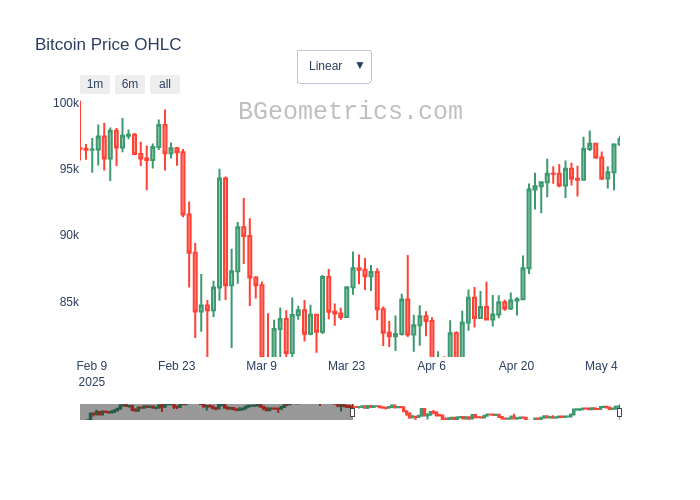 Bitcoin Price OHLC
Linear ▼
1m 6m all
BGeometrics.com
100k
95k
90k
85k
Feb 9 Feb 23 Mar 9 Mar 23 Apr 6 Apr 20 May 4
2025